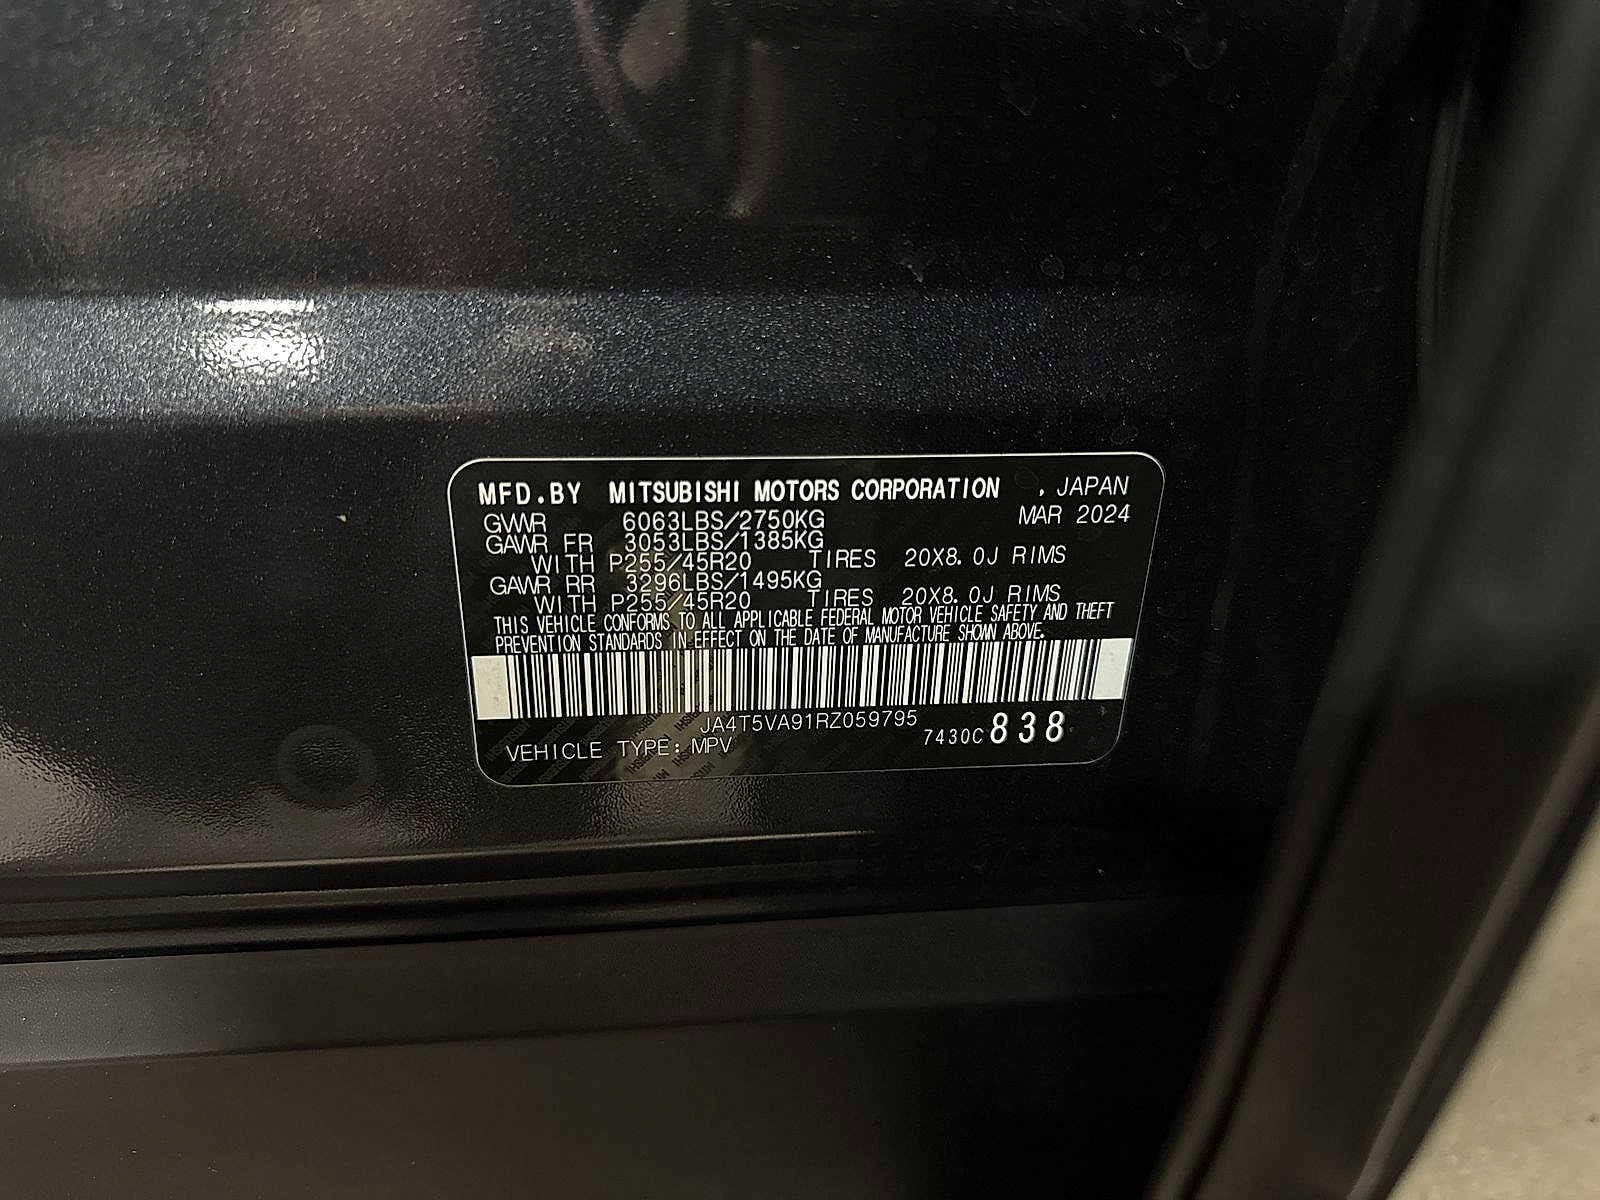 MFD.BY MITSUBISHI MOTORS CORPORATION , JAPAN
MAR 2024
GVWR 6063LBS/2750KG
GAWR FR 3053LBS/1385KG
WITH P255/45R20 TIRES 20X8.0J RIMS
GAWR RR 3296LBS/1495KG
WITH P255/45R20 TIRES 20X8.0J RIMS
THIS VEHICLE CONFORMS TO ALL APPLICABLE FEDERAL MOTOR VEHICLE SAFETY AND THEFT
PREVENTION STANDARDS IN EFFECT ON THE DATE OF MANUFACTURE SHOWN ABOVE.
JA4T5VA91RZ059795
VEHICLE TYPE: MPV 7430C 838